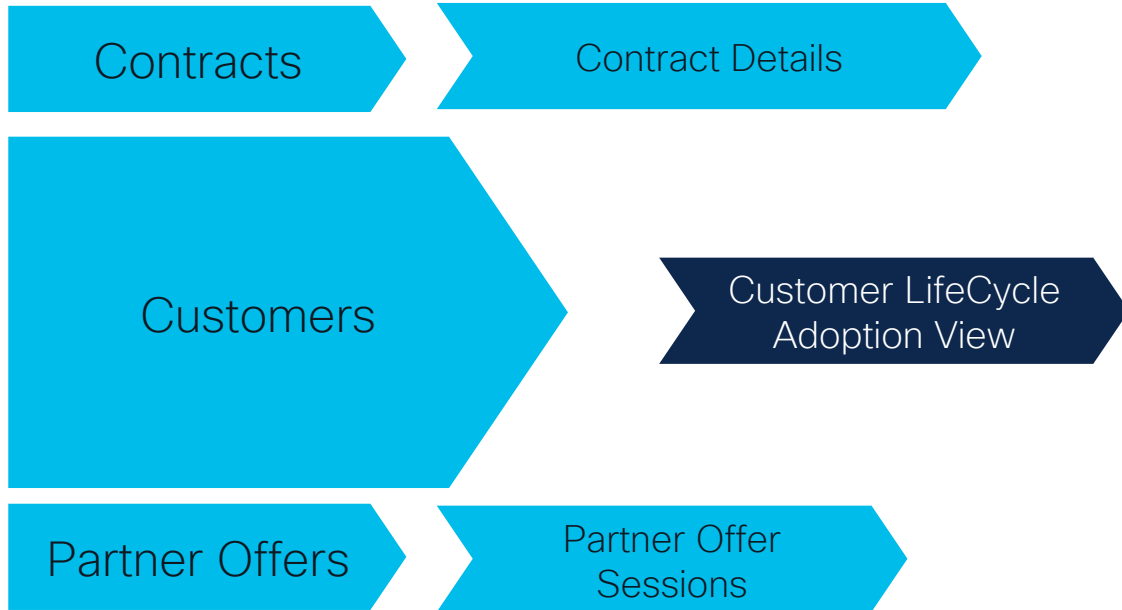 Contracts
Contract Details
Customers
Customer LifeCycle
Adoption View
Partner Offers
Partner Offer
Sessions